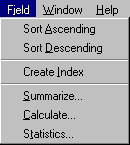 Field Window Help
Sort Ascending
Sort Descending
Create Index
Summarize...
Calculate...
Statistics...